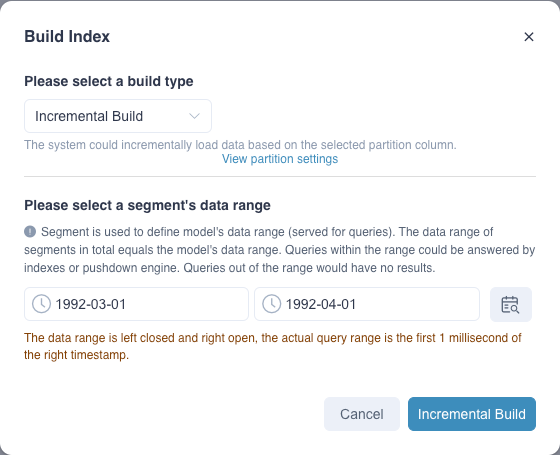 Build Index
Please select a build type
Incremental Build
The system could incrementally load data based on the selected partition column.
View partition settings
Please select a segment's data range
Segment is used to define model's data range (served for queries). The data range of
segments in total equals the model's data range. Queries within the range could be answered by
indexes or pushdown engine. Queries out of the range would have no results.
1992-03-01
1992-04-01
The data range is left closed and right open, the actual query range is the first 1 millisecond of
the right timestamp.
Cancel
Incremental Build